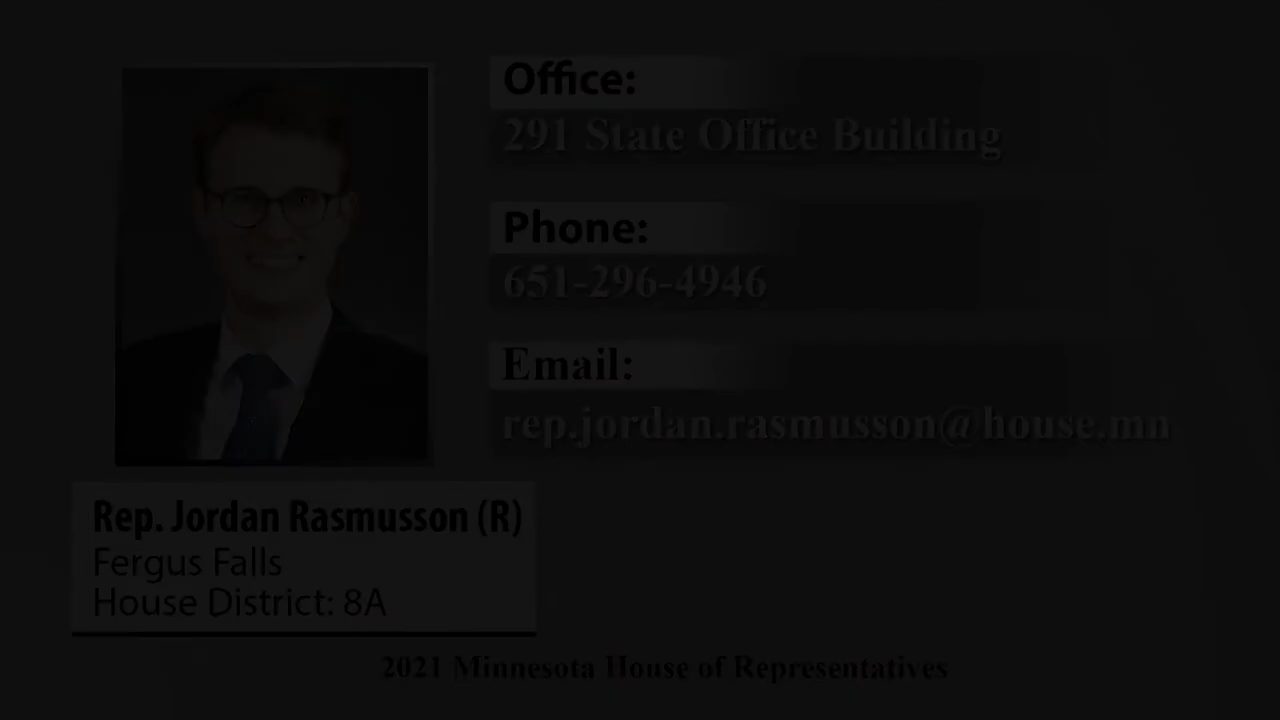 Office:
291 State Office Building
Phone:
651-296-4946
Email:
rep.jordan.rasmusson@house.mn
Rep. Jordan Rasmusson (R)
Fergus Falls
House District: 8A
2021 Minnesota House of Representatives